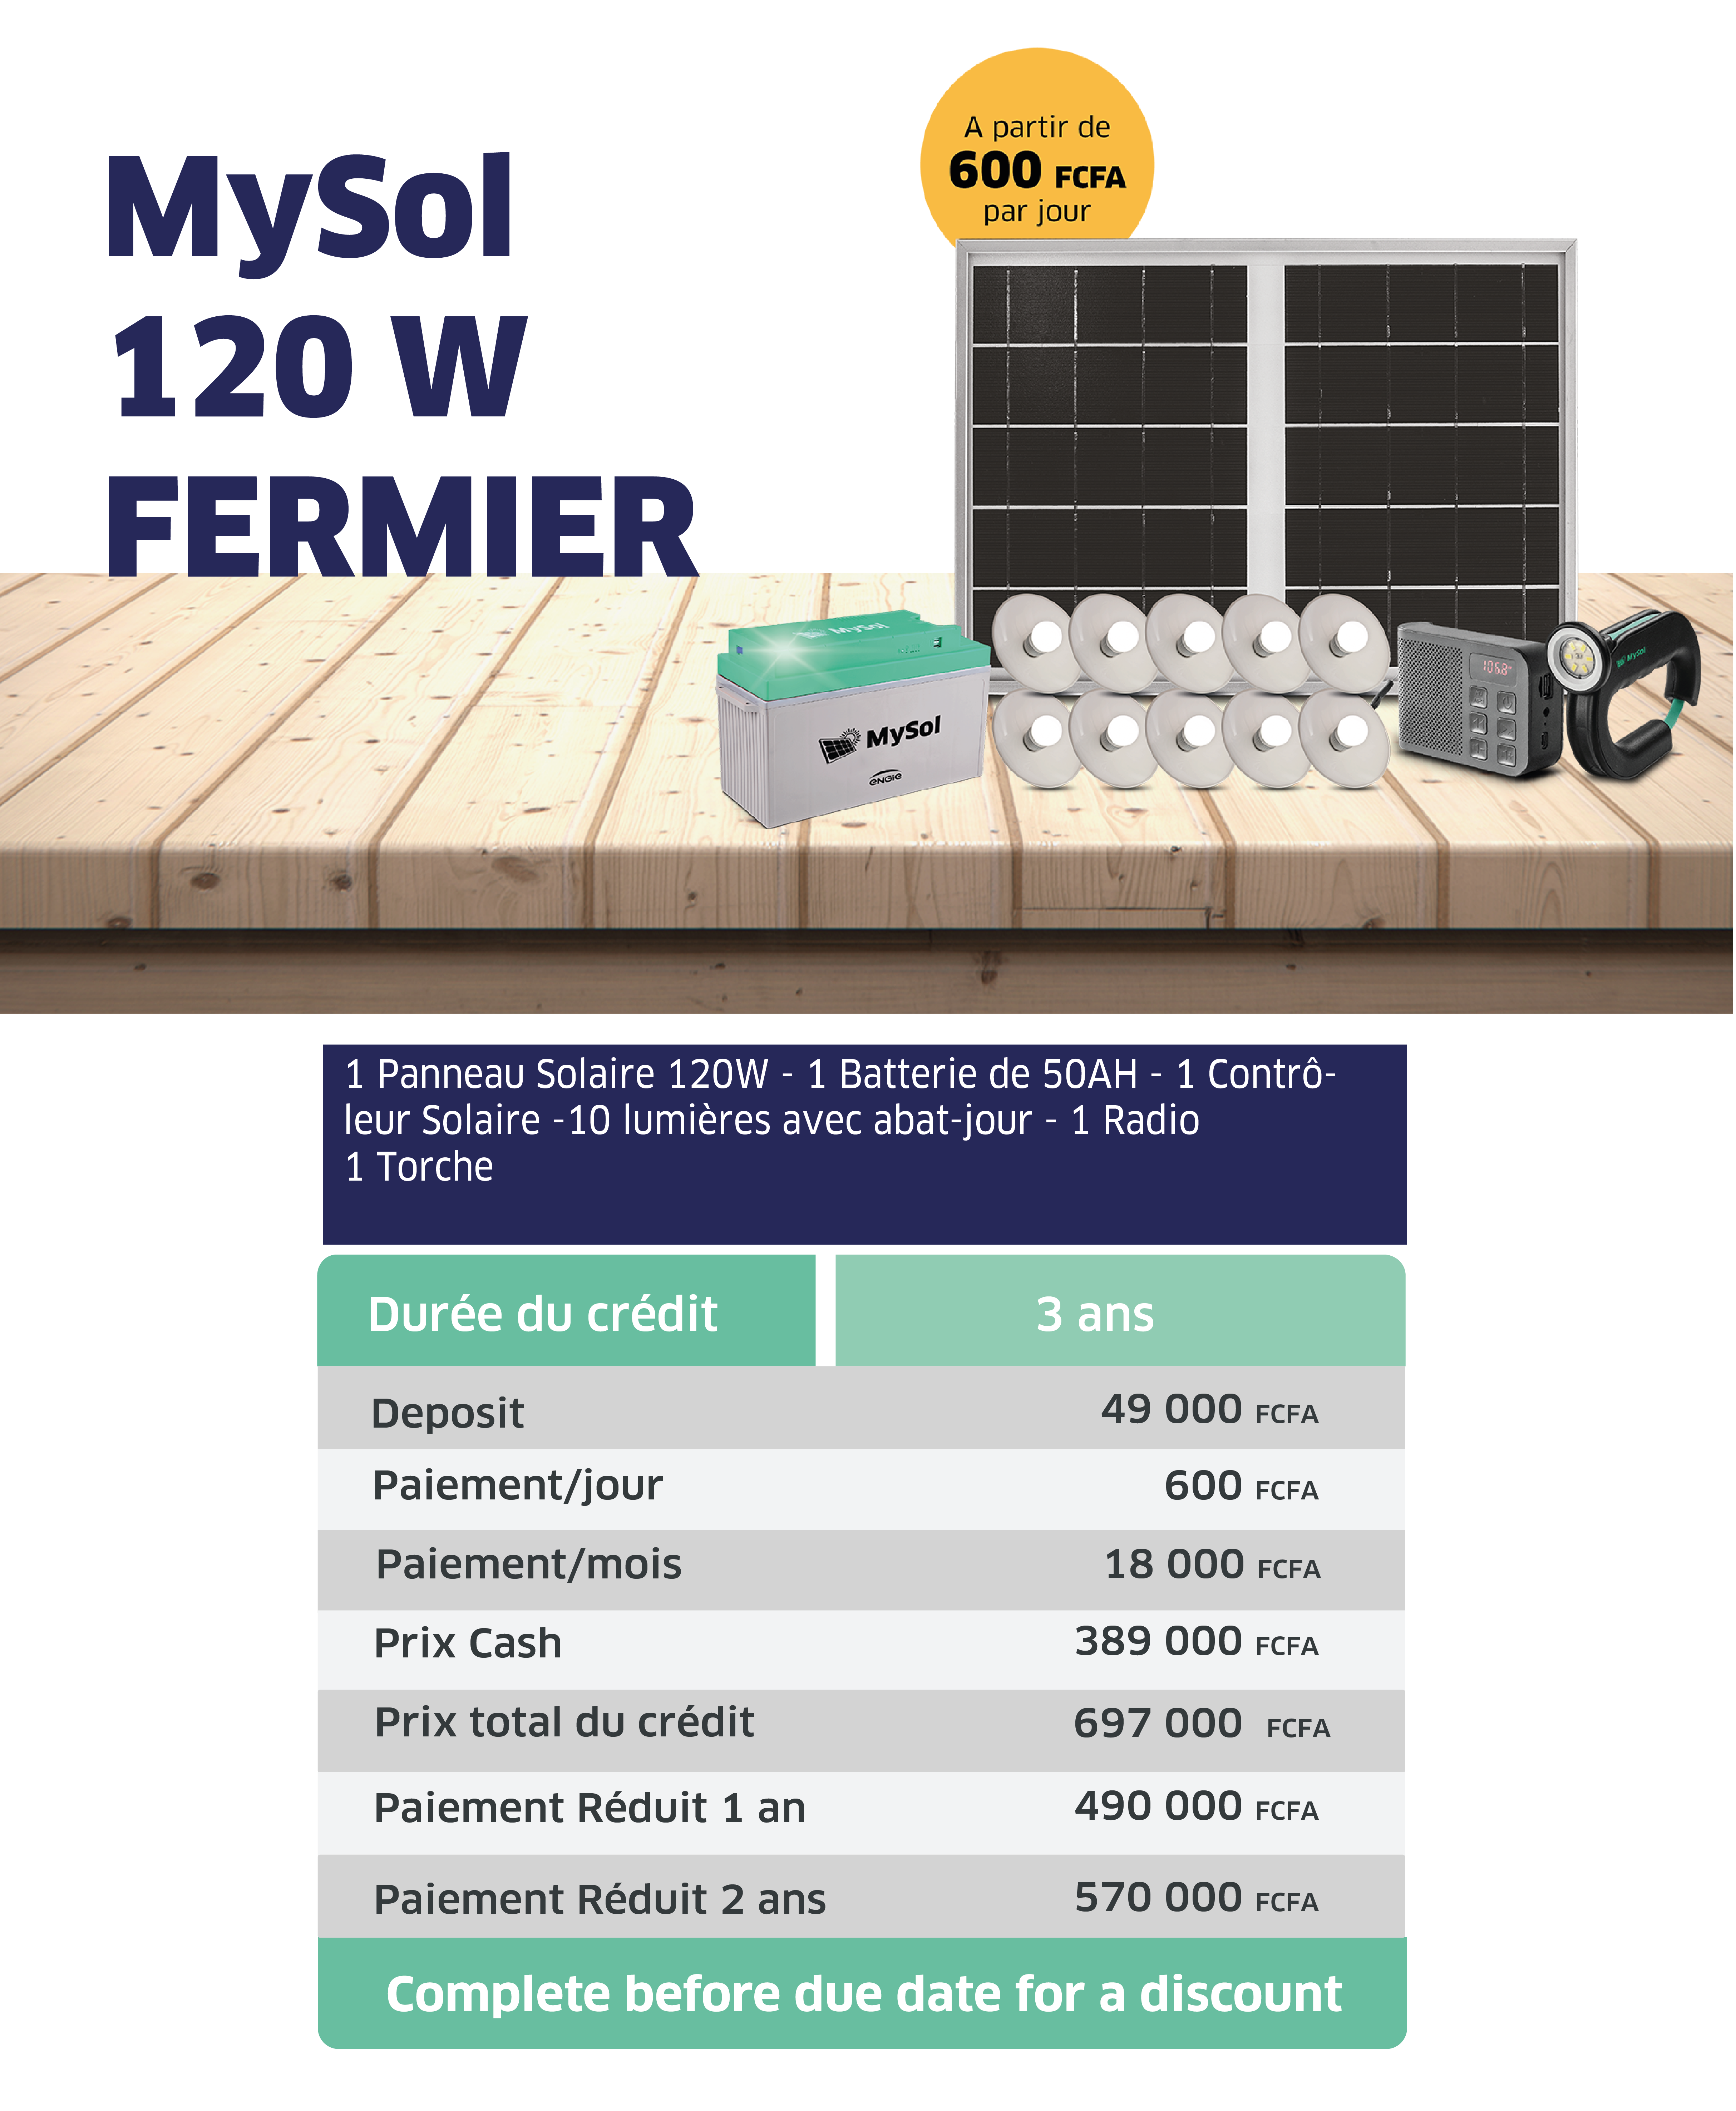 A partir de
600 FCFA
par jour
MySol
120 W
FERMIER
MySol
MySol
ENGIE
106.8
MySol
1 Panneau Solaire 120W - 1 Batterie de 50AH - 1 Contrô-
leur Solaire -10 lumières avec abat-jour - 1 Radio
1 Torche
Durée du crédit 3 ans
Deposit 49 000 FCFA
Paiement/jour 600 FCFA
Paiement/mois 18 000 FCFA
Prix Cash 389 000 FCFA
Prix total du crédit 697 000 FCFA
Paiement Réduit 1 an 490 000 FCFA
Paiement Réduit 2 ans 570 000 FCFA
Complete before due date for a discount